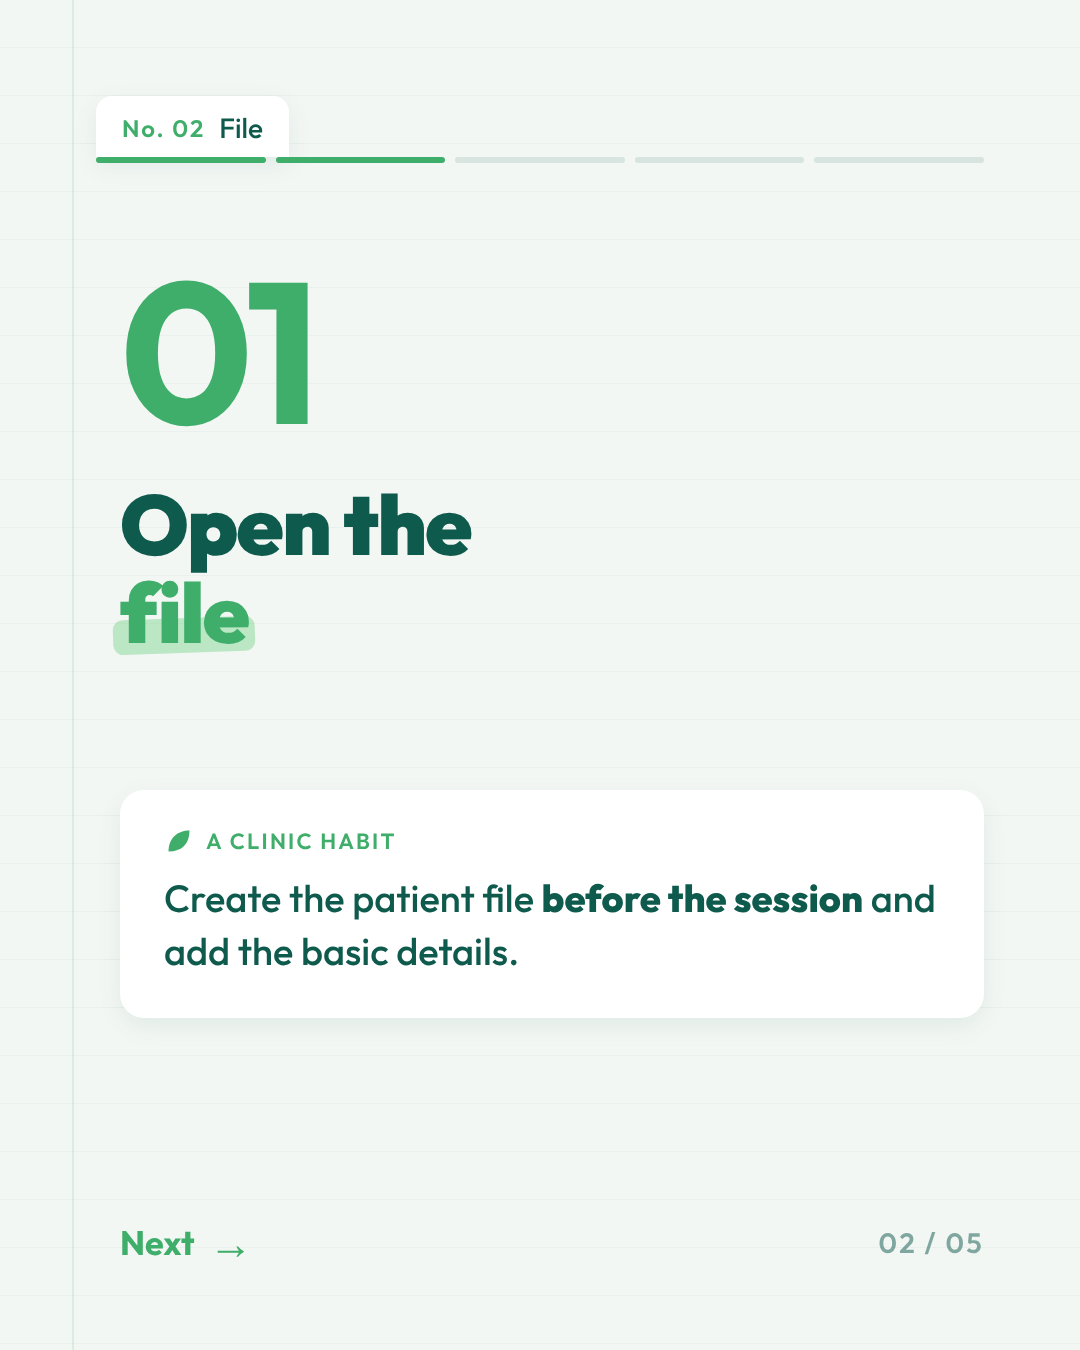 No. 02 File
01
Open the
file
A CLINIC HABIT
Create the patient file before the session and
add the basic details.
Next →
02 / 05